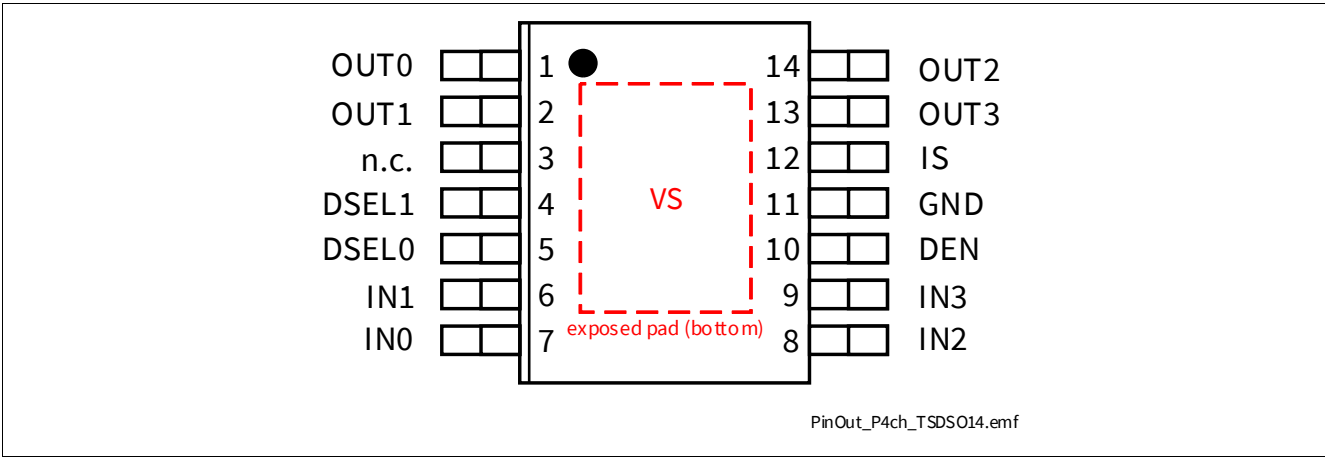 OUT0 1 14 OUT2
OUT1 2 13 OUT3
n.c. 3 12 IS
DSEL1 4 VS 11 GND
DSEL0 5 10 DEN
IN1 6 9 IN3
IN0 7 exposed pad (bottom) 8 IN2
PinOut_P4ch_TSDSO14.emf